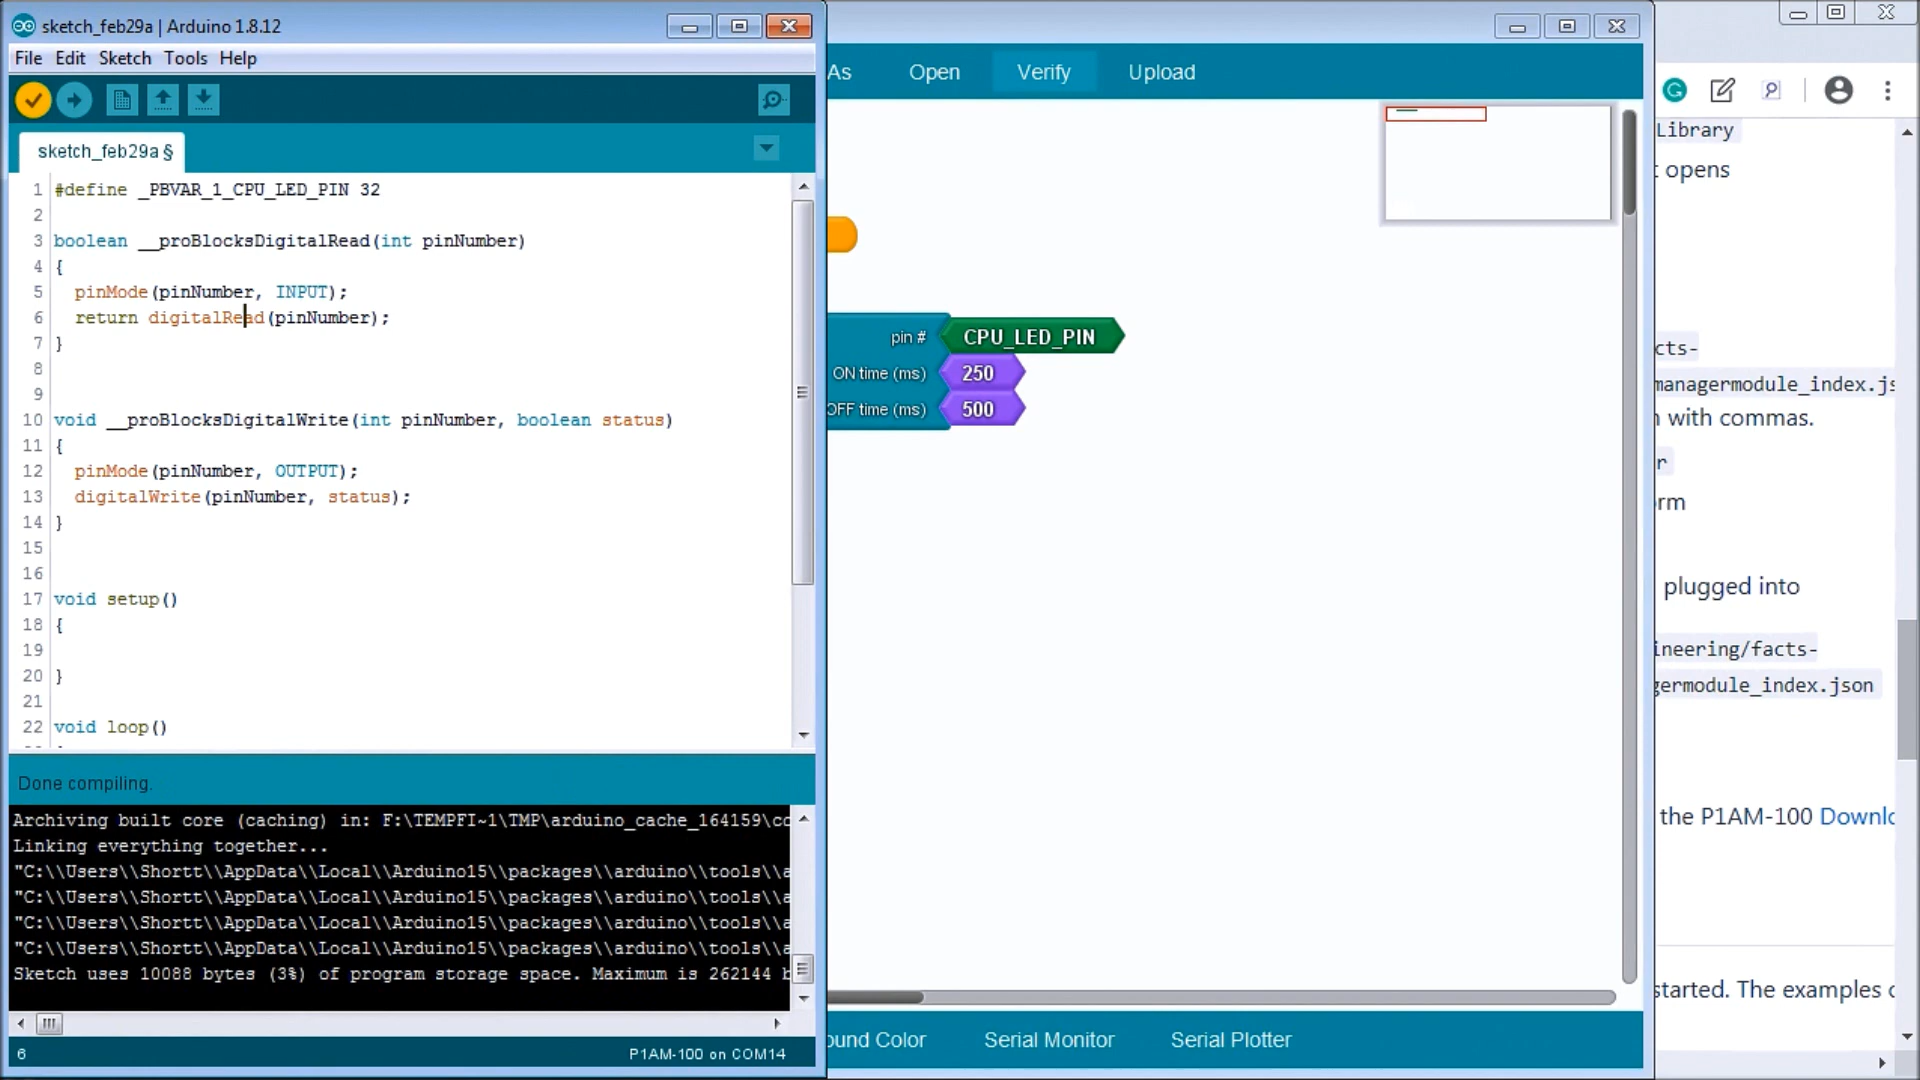 sketch_feb29a | Arduino 1.8.12
File Edit Sketch Tools Help
sketch_feb29a §
1 #define _PBVAR_1_CPU_LED_PIN 32
2
3 boolean __proBlocksDigitalRead(int pinNumber)
4 {
5 pinMode(pinNumber, INPUT);
6 return digitalRead(pinNumber);
7 }
8
9
10 void __proBlocksDigitalWrite(int pinNumber, boolean status)
11 {
12 pinMode(pinNumber, OUTPUT);
13 digitalWrite(pinNumber, status);
14 }
15
16
17 void setup()
18 {
19
20 }
21
22 void loop()
Done compiling.
Archiving built core (caching) in: F:\TEMPFI~1\TMP\arduino_cache_164159\co
Linking everything together...
"C:\\Users\\Shortt\\AppData\\Local\\Arduino15\\packages\\arduino\\tools\\a
"C:\\Users\\Shortt\\AppData\\Local\\Arduino15\\packages\\arduino\\tools\\a
"C:\\Users\\Shortt\\AppData\\Local\\Arduino15\\packages\\arduino\\tools\\a
"C:\\Users\\Shortt\\AppData\\Local\\Arduino15\\packages\\arduino\\tools\\a
Sketch uses 10088 bytes (3%) of program storage space. Maximum is 262144 b
6 P1AM-100 on COM14
As Open Verify Upload
pin # CPU_LED_PIN
ON time (ms) 250
OFF time (ms) 500
ound Color Serial Monitor Serial Plotter
Library
t opens
cts-
managermodule_index.js
n with commas.
r
orm
plugged into
ineering/facts-
germodule_index.json
the P1AM-100 Downlo
started. The examples c